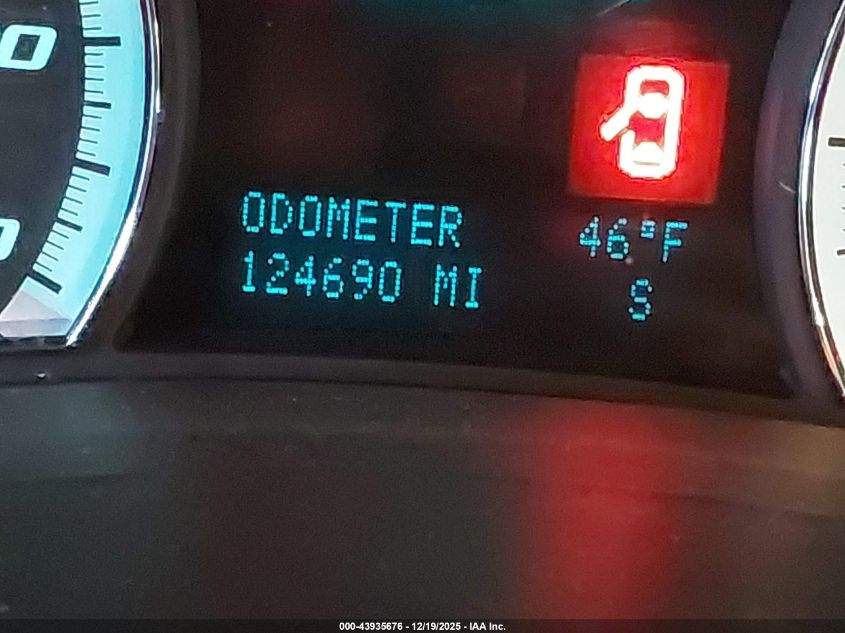 ODOMETER
124690 MI
46°F
S
000-43935676 - 12/19/2025 - IAA Inc.